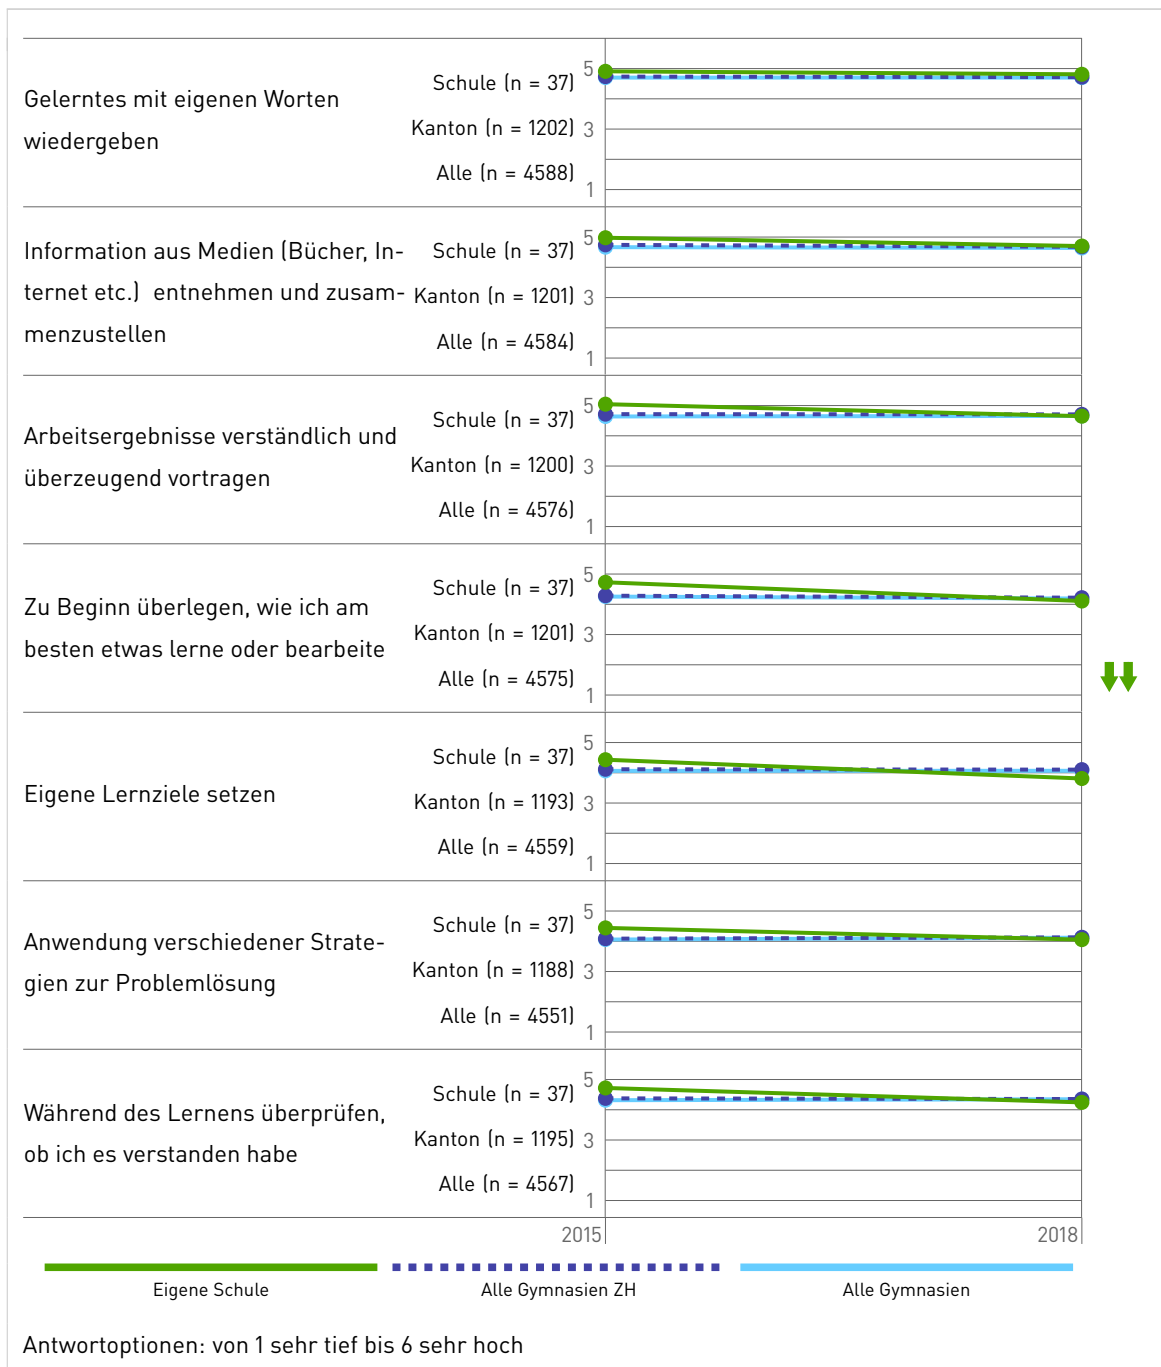 5
Schule (n = 37)
Gelerntes mit eigenen Worten
wiedergeben
Kanton (n = 1202) 3
Alle (n = 4588)
1
5
Information aus Medien (Bücher, In-
ternet etc.)  entnehmen und zusam-
menzustellen
Schule (n = 37)
Kanton (n = 1201) 3
Alle (n = 4584)
1
5
Schule (n = 37)
Arbeitsergebnisse verständlich und
überzeugend vortragen
Kanton (n = 1200) 3
Alle (n = 4576)
1
5
Schule (n = 37)
Zu Beginn überlegen, wie ich am
besten etwas lerne oder bearbeite
Kanton (n = 1201) 3
Alle (n = 4575)
1
5
Schule (n = 37)
Eigene Lernziele setzen
Kanton (n = 1193) 3
Alle (n = 4559)
1
5
Schule (n = 37)
Anwendung verschiedener Strate-
gien zur Problemlösung
Kanton (n = 1188) 3
Alle (n = 4551)
1
5
Schule (n = 37)
Während des Lernens überprüfen,
ob ich es verstanden habe
Kanton (n = 1195) 3
Alle (n = 4567)
1
2015 2018
Eigene Schule Alle Gymnasien ZH Alle Gymnasien
Antwortoptionen: von 1 sehr tief bis 6 sehr hoch